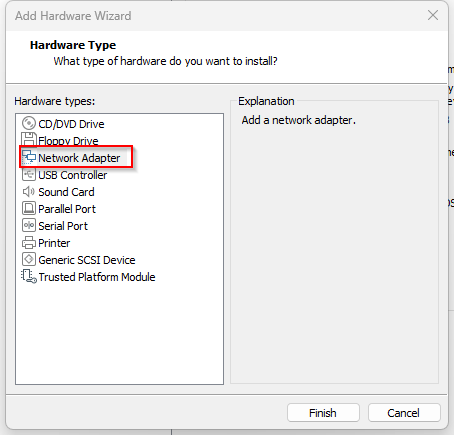 Add Hardware Wizard
Hardware Type
What type of hardware do you want to install?
Hardware types:
CD/DVD Drive
Floppy Drive
Network Adapter
USB Controller
Sound Card
Parallel Port
Serial Port
Printer
Generic SCSI Device
Trusted Platform Module
Explanation
Add a network adapter.
Finish
Cancel